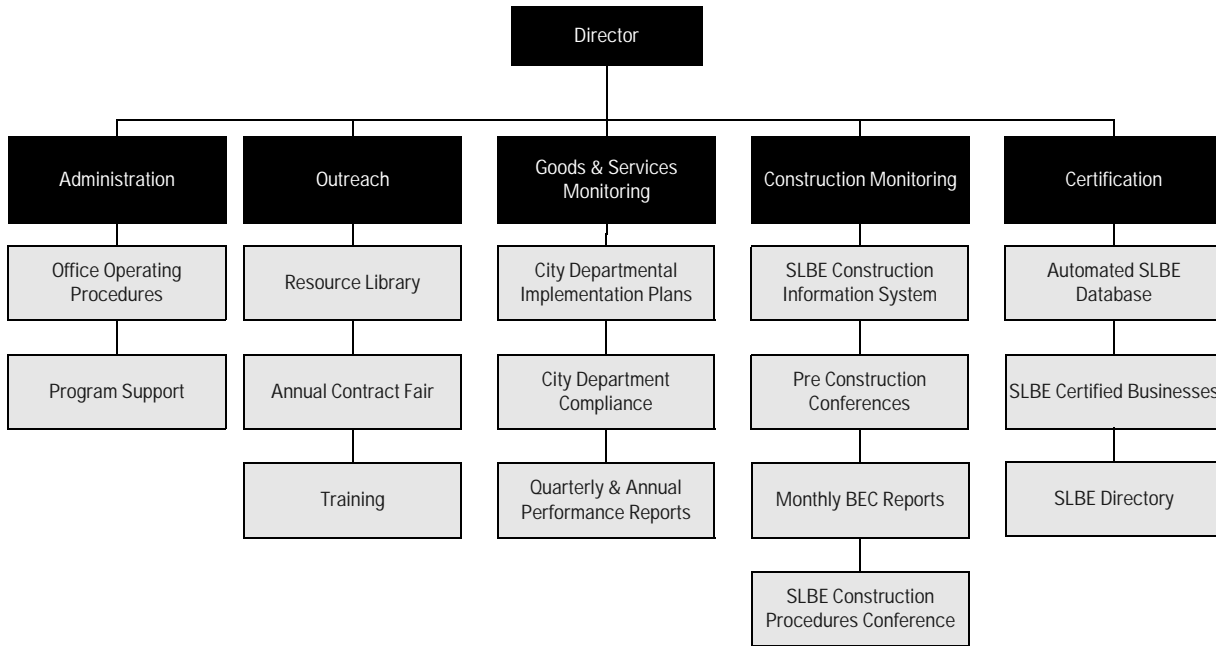 Director
Administration
Outreach
Goods & Services
Monitoring
Construction Monitoring
Certification
Office Operating
Procedures
Program Support
Resource Library
Annual Contract Fair
Training
City Departmental
Implementation Plans
City Department
Compliance
Quarterly & Annual
Performance Reports
SLBE Construction
Information System
Pre Construction
Conferences
Monthly BEC Reports
SLBE Construction
Procedures Conference
Automated SLBE
Database
SLBE Certified Businesses
SLBE Directory